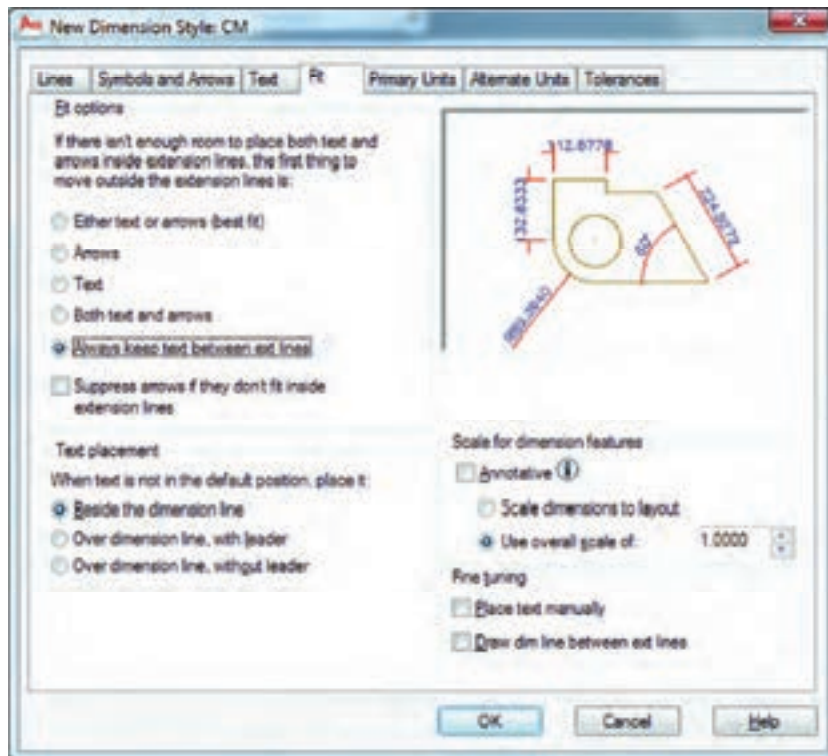 New Dimension Style: CM
Lines
Symbols and Arrows
Text
Fit
Primary Units
Alternate Units
Tolerances
Fit options
If there isn't enough room to place both text and
arrows inside extension lines, the first thing to
move outside the extension lines is:
Either text or arrows (best fit)
Arrows
Text
Both text and arrows
Always keep text between ext lines
Suppress arrows if they don't fit inside
extension lines
Text placement
When text is not in the default position, place it:
Beside the dimension line
Over dimension line, with leader
Over dimension line, without leader
Scale for dimension features
Annotative
Scale dimensions to layout
Use overall scale of:
1.0000
Fine tuning
Place text manually
Draw dim line between ext lines
OK
Cancel
Help